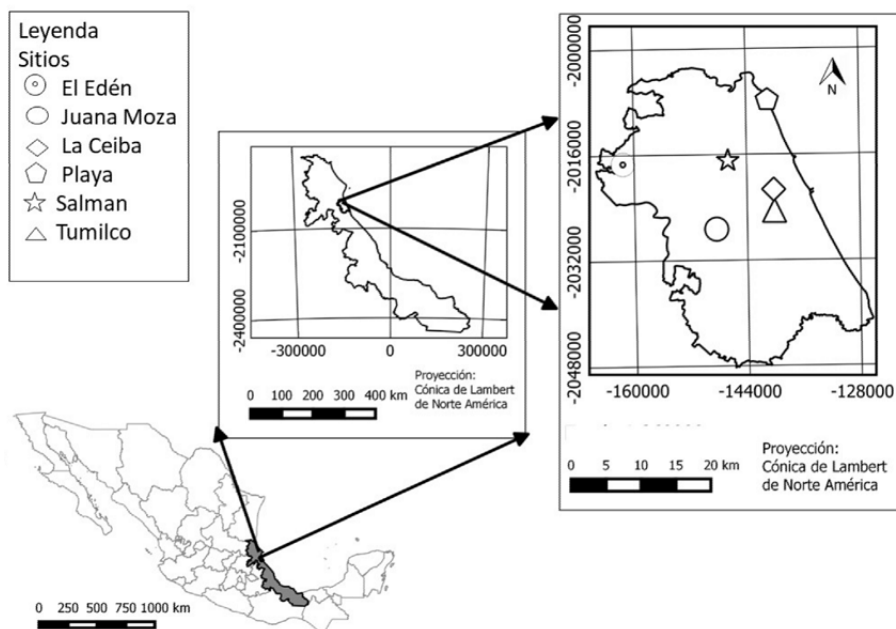 Leyenda
Sitios
El Edén
Juana Moza
La Ceiba
Playa
Salman
Tumilco
-2100000
-2400000
-300000
0
300000
Proyección:
Cónica de Lambert
de Norte América
0 100 200 300 400 km
-2000000
-2016000
-2032000
-2048000
N
-160000
-144000
-128000
Proyección:
Cónica de Lambert
de Norte América
0 5 10 15 20 km
0 250 500 750 1000 km